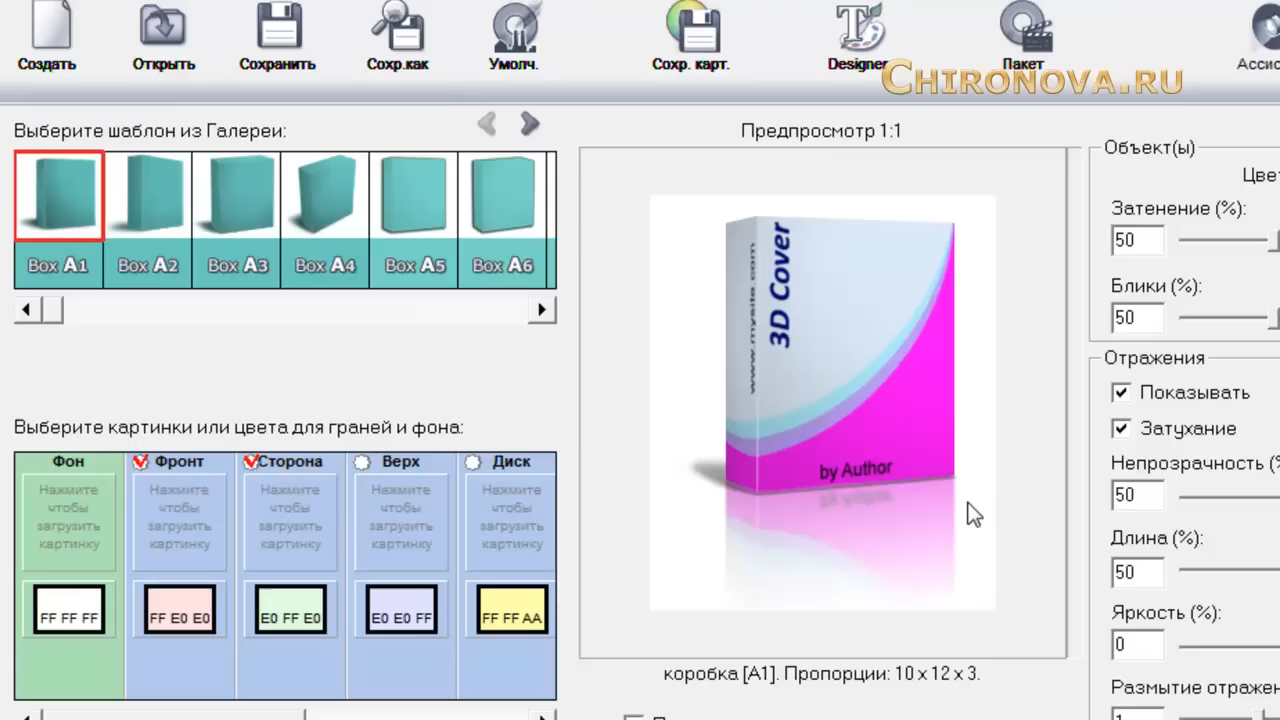 Создать Открыть Сохранить Сохр.как Умолч. Сохр. карт. Designer Пакет
CHIRONOVA.RU
Выберите шаблон из Галереи:
Box A1 Box A2 Box A3 Box A4 Box A5 Box A6
Выберите картинки или цвета для граней и фона:
Фон Фронт Сторона Верх Диск
Нажмите Нажмите Нажмите Нажмите Нажмите
чтобы чтобы чтобы чтобы чтобы
загрузить загрузить загрузить загрузить загрузить
картинку картинку картинку картинку картинку
FF FF FF FF E0 E0 E0 FF E0 E0 E0 FF FF FF AA
Предпросмотр 1:1
www.mysite.com
3D Cover
by Author
коробка [A1]. Пропорции: 10 x 12 x 3.
Объект(ы)
Затенение (%):
50
Блики (%):
50
Отражения
Показывать
Затухание
Непрозрачность (%
50
Длина (%):
50
Яркость (%):
0
Размытие